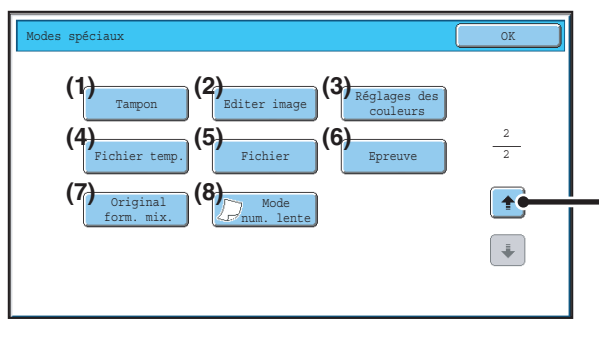 Modes spéciaux
OK
(1)
Tampon
(2)
Editer image
(3)
Réglages des
couleurs
(4)
Fichier temp.
(5)
Fichier
(6)
Epreuve
2
2
(7)
Original
form. mix.
(8)
Mode
num. lente